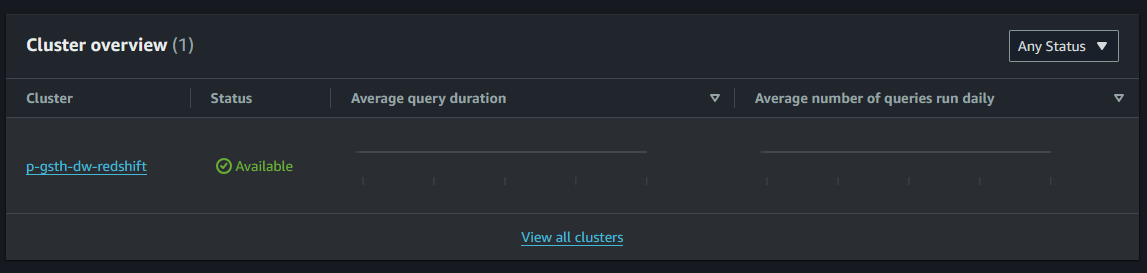 Cluster overview (1)
Any Status
Cluster Status Average query duration Average number of queries run daily
p-gsth-dw-redshift Available
View all clusters